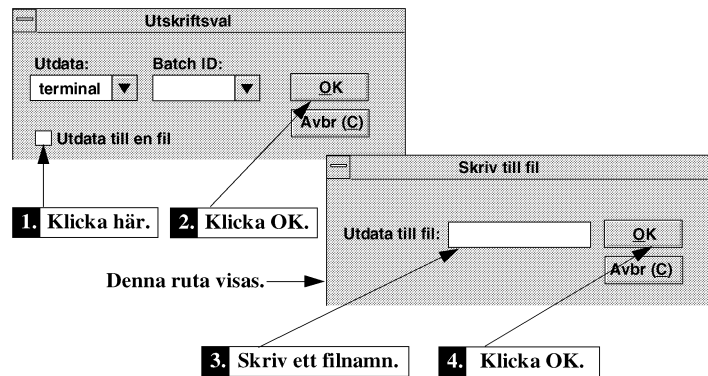 Utskriftsval
Utdata: Batch ID:
terminal OK
Avbr (C)
Utdata till en fil
Skriv till fil
1. Klicka här. 2. Klicka OK.
Utdata till fil: OK
Avbr (C)
Denna ruta visas.
3. Skriv ett filnamn. 4. Klicka OK.